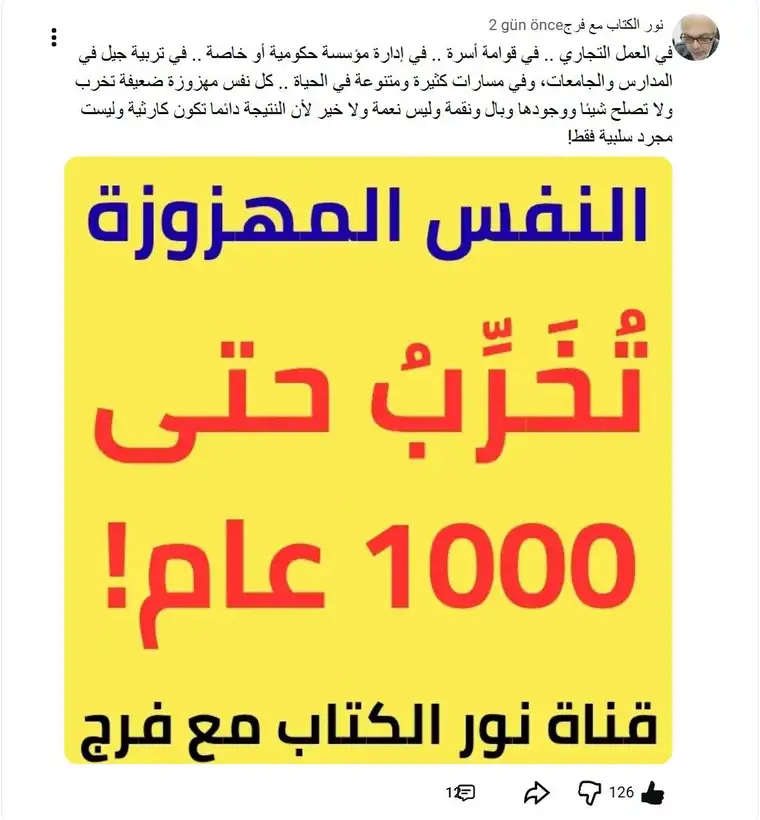 نور الكتاب مع فرج 2 gün önce
في العمل التجاري .. في قوامة أسرة .. في إدارة مؤسسة حكومية أو خاصة .. في تربية جيل في
المدارس والجامعات، وفي مسارات كثيرة ومتنوعة في الحياة .. كل نفس مهزوزة ضعيفة تخرب
ولا تصلح شيئا ووجودها وبال ونقمة وليس نعمة ولا خير لأن النتيجة دائما تكون كارثية وليست
مجرد سلبية فقط!
النفس المهزوزة
تُخَرِّبُ حتى
1000 عام!
قناة نور الكتاب مع فرج
126
12